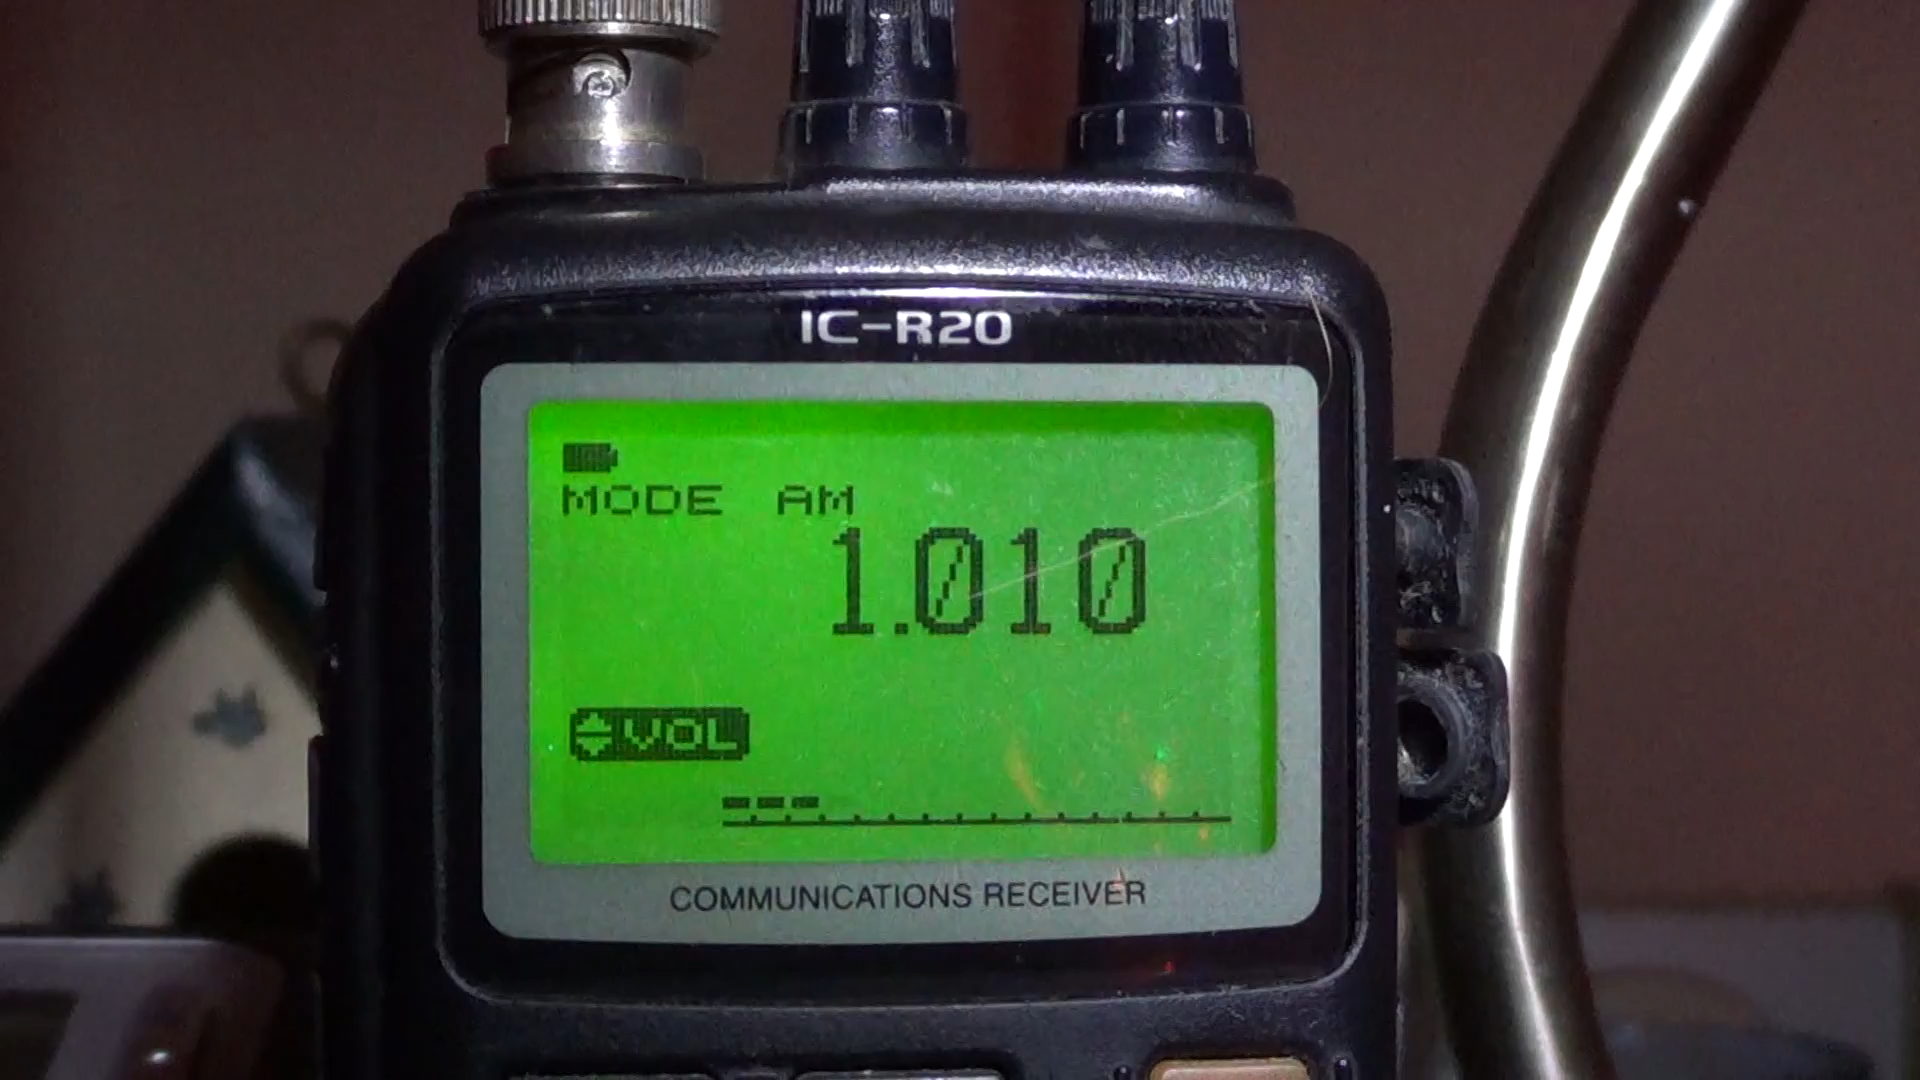 IC-R20
MODE AM
1.010
VOL
COMMUNICATIONS RECEIVER